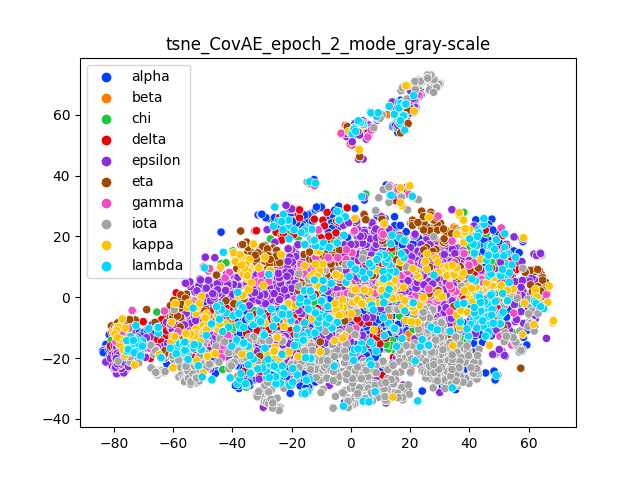 tsne_CovAE_epoch_2_mode_gray-scale
alpha
beta
chi
delta
epsilon
eta
gamma
iota
kappa
lambda
60
40
20
0
−20
−40
−80 −60 −40 −20 0 20 40 60